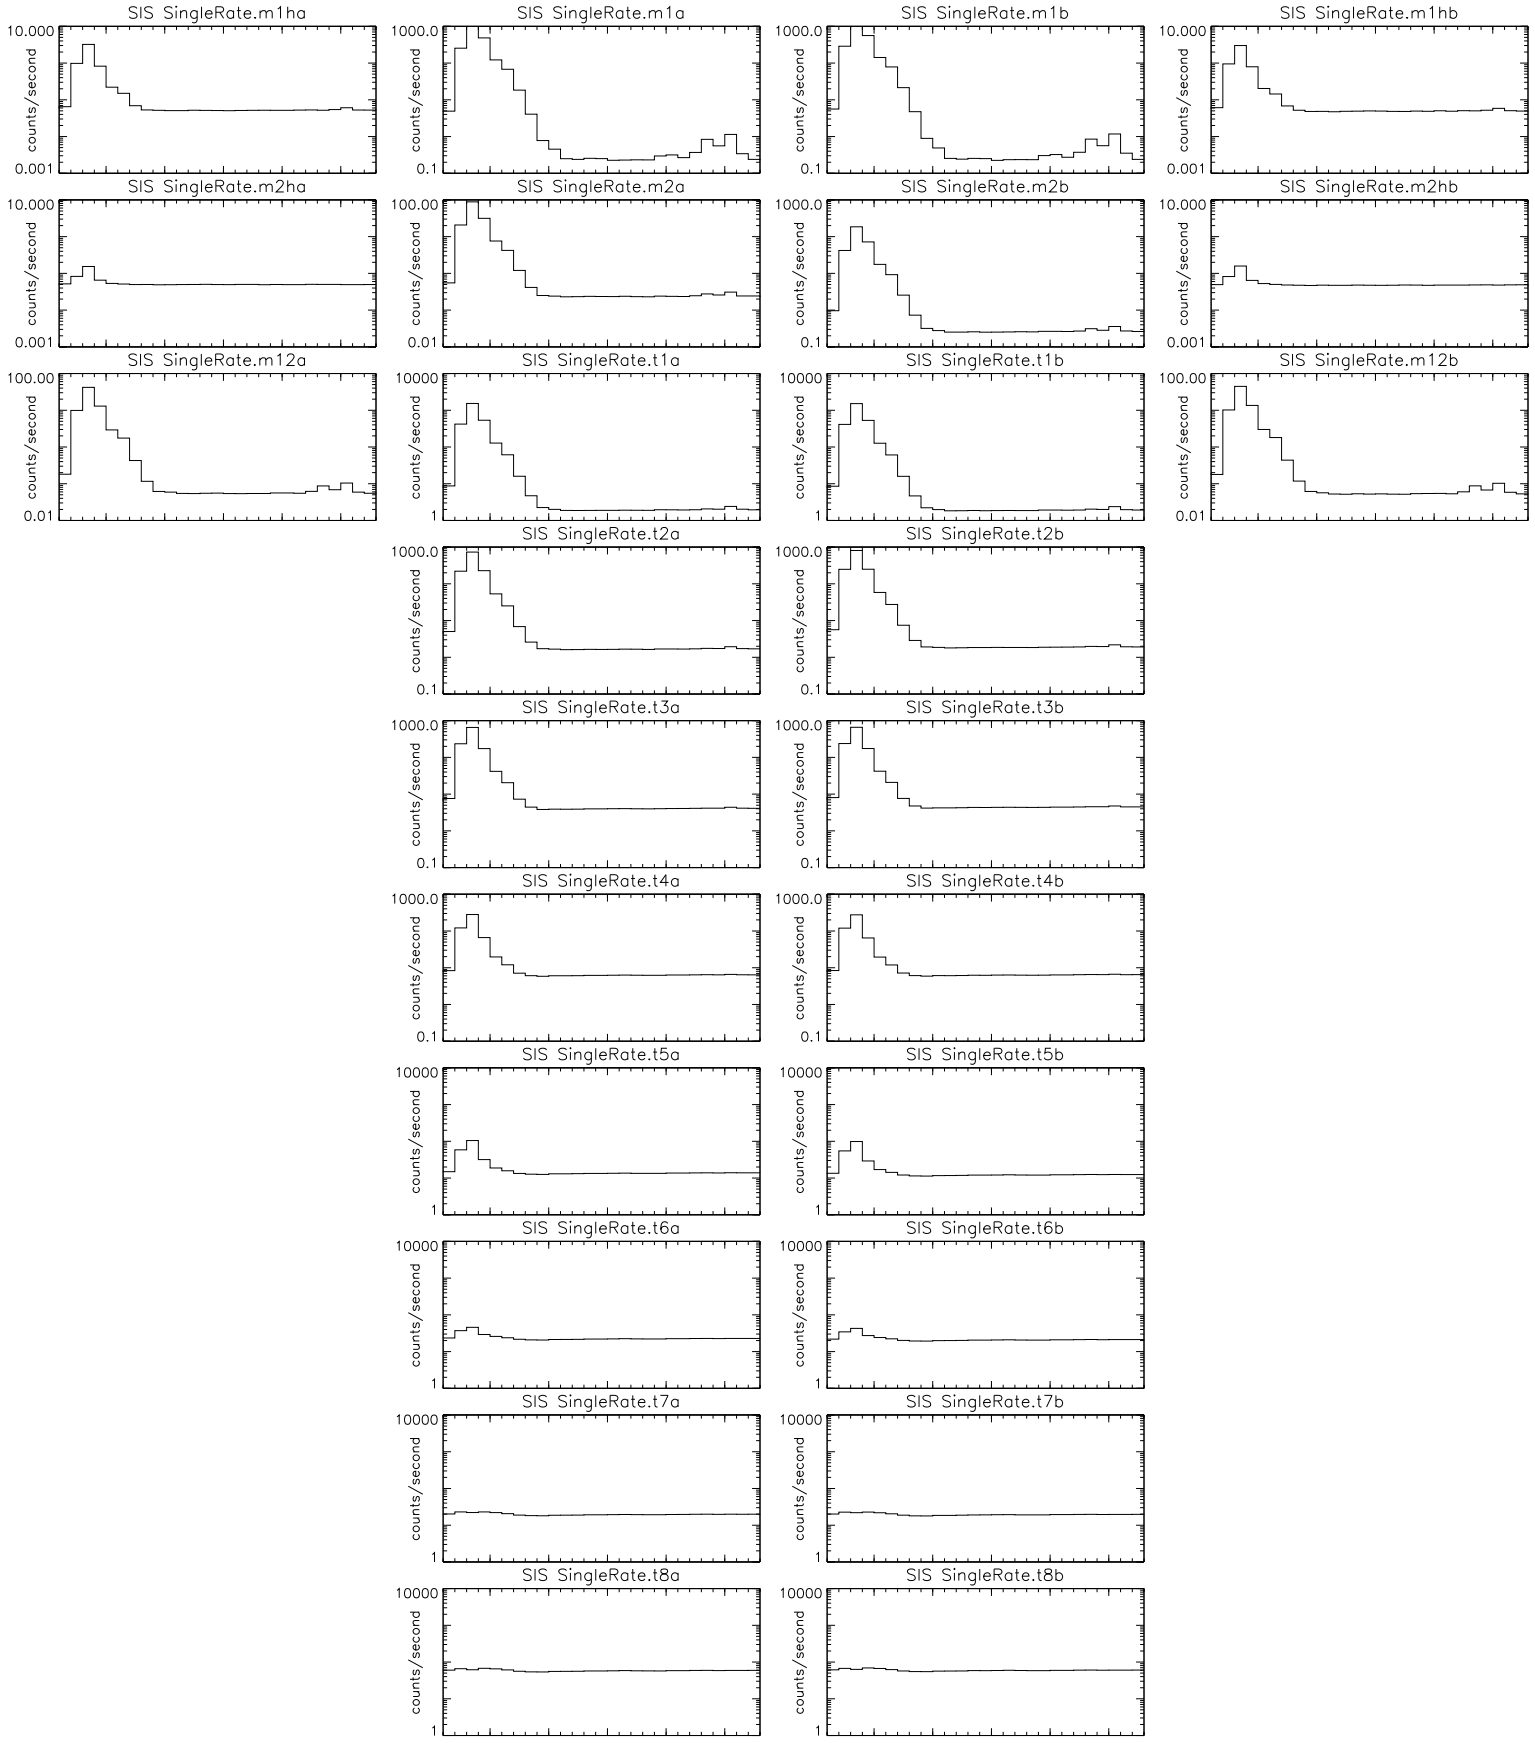 SIS SingleRate.m1ha
10.000
counts/second
0.001
SIS SingleRate.m1a
1000.0
counts/second
0.1
SIS SingleRate.m1b
1000.0
counts/second
0.1
SIS SingleRate.m1hb
10.000
counts/second
0.001
SIS SingleRate.m2ha
10.000
counts/second
0.001
SIS SingleRate.m2a
100.00
counts/second
0.01
SIS SingleRate.m2b
1000.0
counts/second
0.1
SIS SingleRate.m2hb
10.000
counts/second
0.001
SIS SingleRate.m12a
100.00
counts/second
0.01
SIS SingleRate.t1a
10000
counts/second
1
SIS SingleRate.t1b
10000
counts/second
1
SIS SingleRate.m12b
100.00
counts/second
0.01
SIS SingleRate.t2a
1000.0
counts/second
0.1
SIS SingleRate.t2b
1000.0
counts/second
0.1
SIS SingleRate.t3a
1000.0
counts/second
0.1
SIS SingleRate.t3b
1000.0
counts/second
0.1
SIS SingleRate.t4a
1000.0
counts/second
0.1
SIS SingleRate.t4b
1000.0
counts/second
0.1
SIS SingleRate.t5a
10000
counts/second
1
SIS SingleRate.t5b
10000
counts/second
1
SIS SingleRate.t6a
10000
counts/second
1
SIS SingleRate.t6b
10000
counts/second
1
SIS SingleRate.t7a
10000
counts/second
1
SIS SingleRate.t7b
10000
counts/second
1
SIS SingleRate.t8a
10000
counts/second
1
SIS SingleRate.t8b
10000
counts/second
1